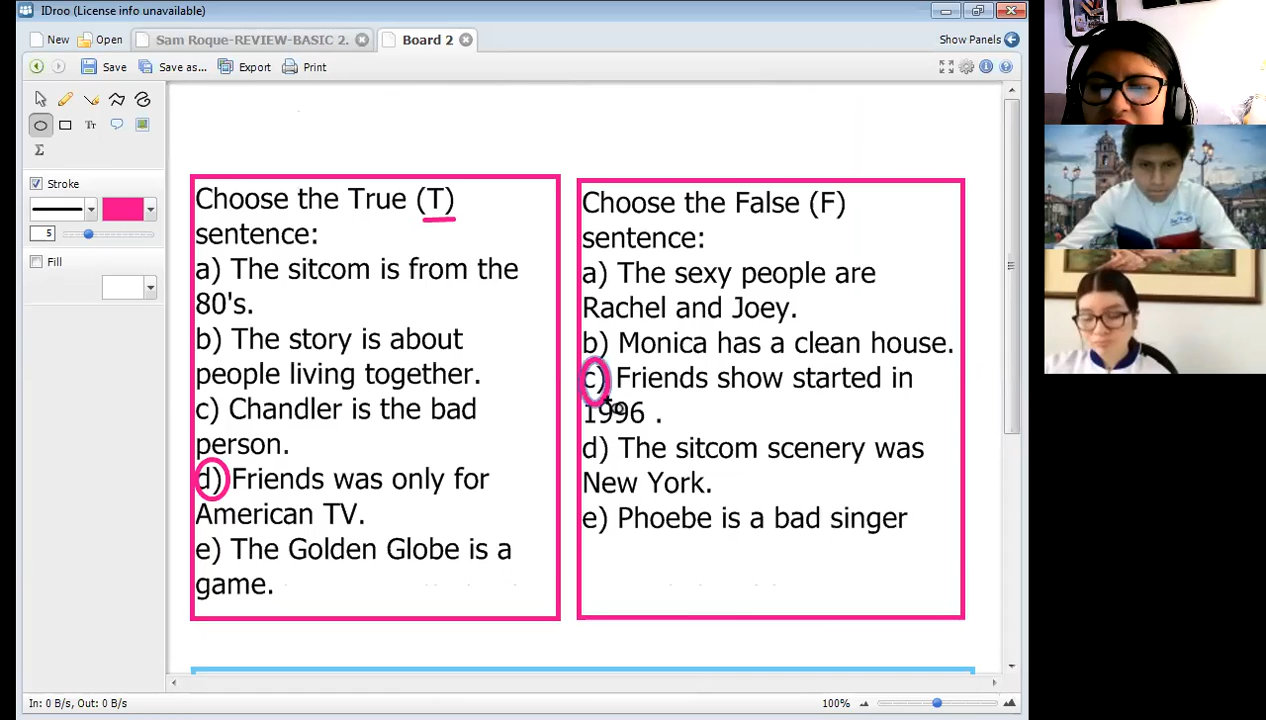 IDroo (License info unavailable)
New
Open
Sam Roque-REVIEW-BASIC 2.
Board 2
Show Panels
Save
Save as...
Export
Print
Tr
Σ
Stroke
5
Fill
Choose the True (T)
sentence:
a) The sitcom is from the
80's.
b) The story is about
people living together.
c) Chandler is the bad
person.
d) Friends was only for
American TV.
e) The Golden Globe is a
game.
Choose the False (F)
sentence:
a) The sexy people are
Rachel and Joey.
b) Monica has a clean house.
c) Friends show started in
1996 .
d) The sitcom scenery was
New York.
e) Phoebe is a bad singer
In: 0 B/s, Out: 0 B/s
100%